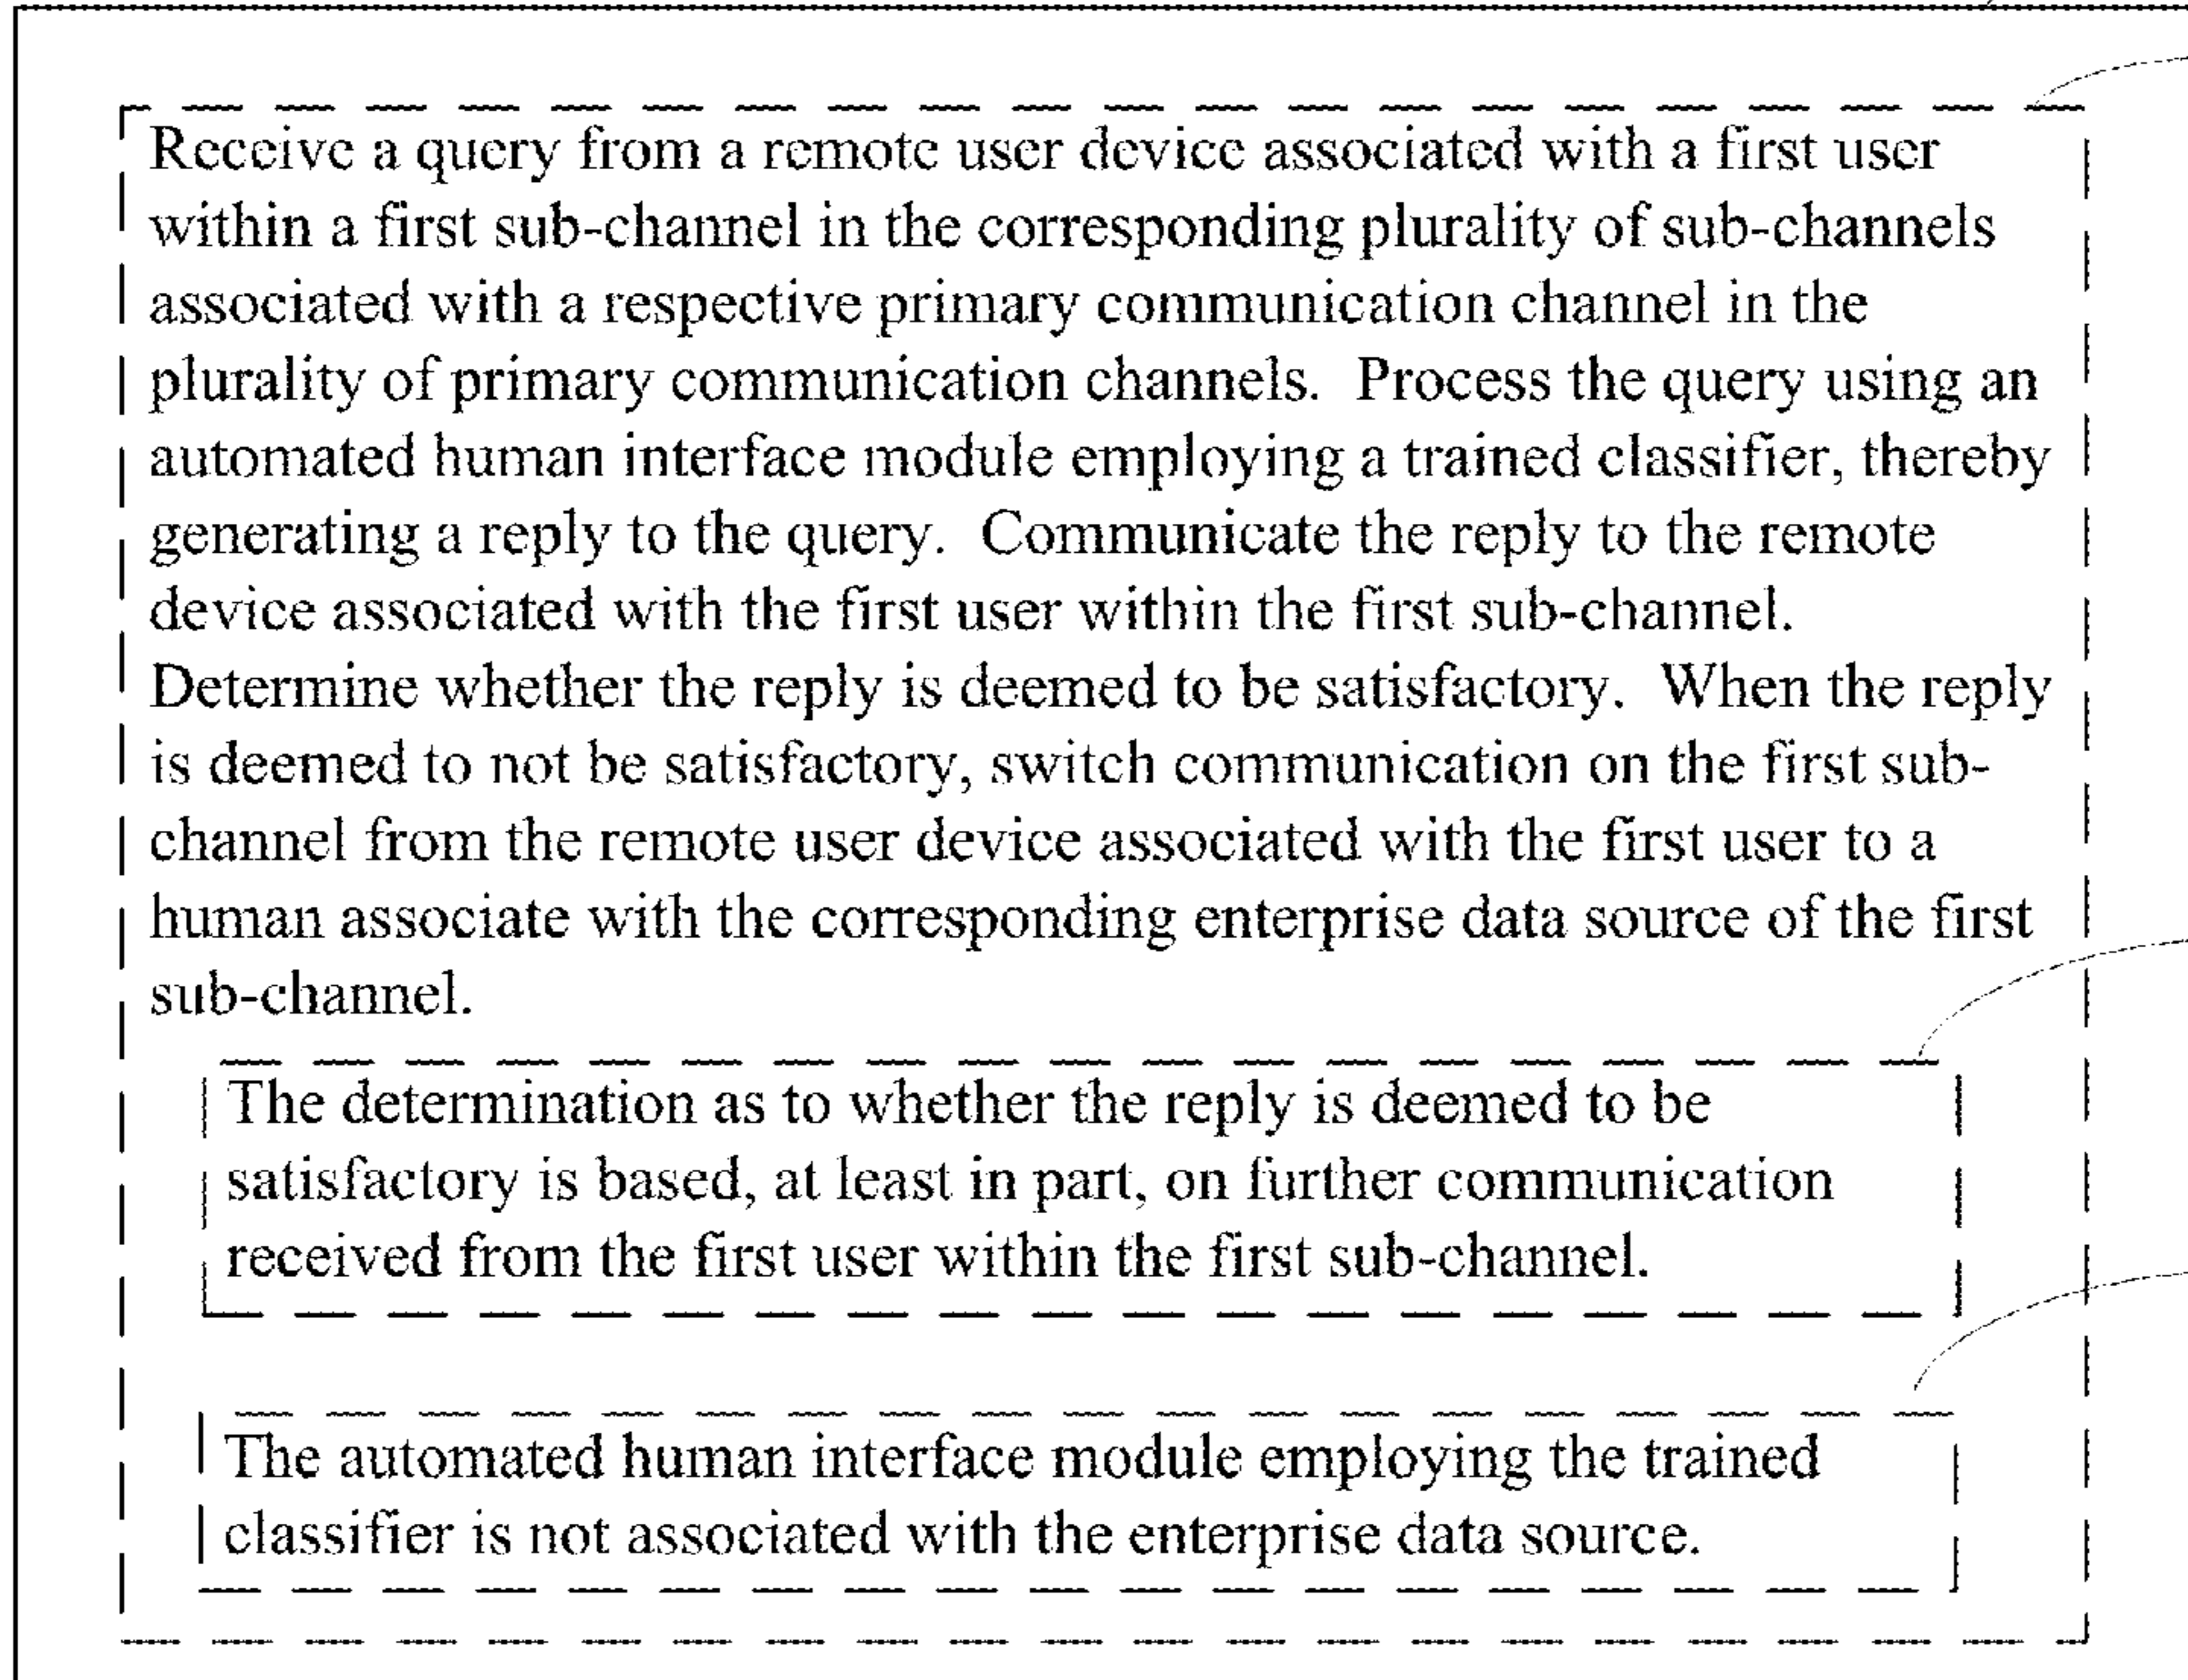 Receive a query from a remote user device associated with a first user
within a first sub-channel in the corresponding plurality of sub-channels
associated with a respective primary communication channel in the
plurality of primary communication channels.  Process the query using an
automated human interface module employing a trained classifier, thereby
generating a reply to the query.  Communicate the reply to the remote
device associated with the first user within the first sub-channel.
Determine whether the reply is deemed to be satisfactory.  When the reply
is deemed to not be satisfactory, switch communication on the first sub-
channel from the remote user device associated with the first user to a
human associate with the corresponding enterprise data source of the first
sub-channel.
The determination as to whether the reply is deemed to be
satisfactory is based, at least in part, on further communication
received from the first user within the first sub-channel.
The automated human interface module employing the trained
classifier is not associated with the enterprise data source.